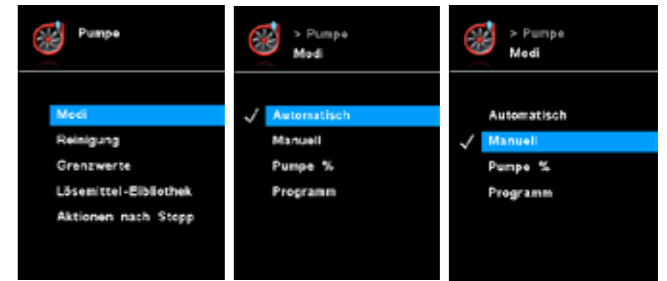 Pumpe
Modi
Reinigung
Grenzwerte
Lösemittel-Bibliothek
Aktionen nach Stopp
> Pumpe
Modi
✓ Automatisch
Manuell
Pumpe %
Programm
> Pumpe
Modi
Automatisch
✓ Manuell
Pumpe %
Programm